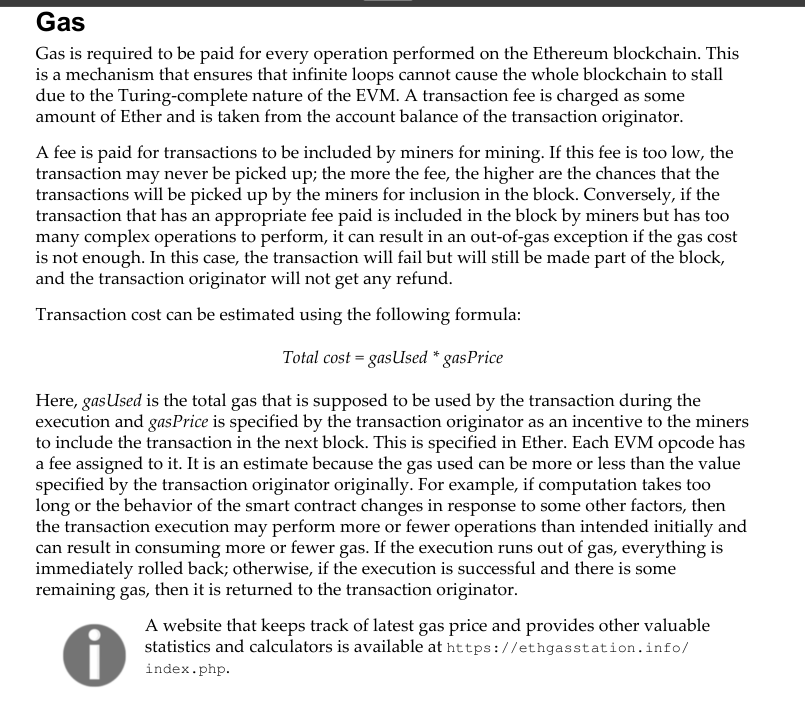 Gas
Gas is required to be paid for every operation performed on the Ethereum blockchain. This
is a mechanism that ensures that infinite loops cannot cause the whole blockchain to stall
due to the Turing-complete nature of the EVM. A transaction fee is charged as some
amount of Ether and is taken from the account balance of the transaction originator.
A fee is paid for transactions to be included by miners for mining. If this fee is too low, the
transaction may never be picked up; the more the fee, the higher are the chances that the
transactions will be picked up by the miners for inclusion in the block. Conversely, if the
transaction that has an appropriate fee paid is included in the block by miners but has too
many complex operations to perform, it can result in an out-of-gas exception if the gas cost
is not enough. In this case, the transaction will fail but will still be made part of the block,
and the transaction originator will not get any refund.
Transaction cost can be estimated using the following formula:
Total cost = gasUsed * gasPrice
Here, gasUsed is the total gas that is supposed to be used by the transaction during the
execution and gasPrice is specified by the transaction originator as an incentive to the miners
to include the transaction in the next block. This is specified in Ether. Each EVM opcode has
a fee assigned to it. It is an estimate because the gas used can be more or less than the value
specified by the transaction originator originally. For example, if computation takes too
long or the behavior of the smart contract changes in response to some other factors, then
the transaction execution may perform more or fewer operations than intended initially and
can result in consuming more or fewer gas. If the execution runs out of gas, everything is
immediately rolled back; otherwise, if the execution is successful and there is some
remaining gas, then it is returned to the transaction originator.
A website that keeps track of latest gas price and provides other valuable
statistics and calculators is available at https://ethgasstation.info/
index.php.